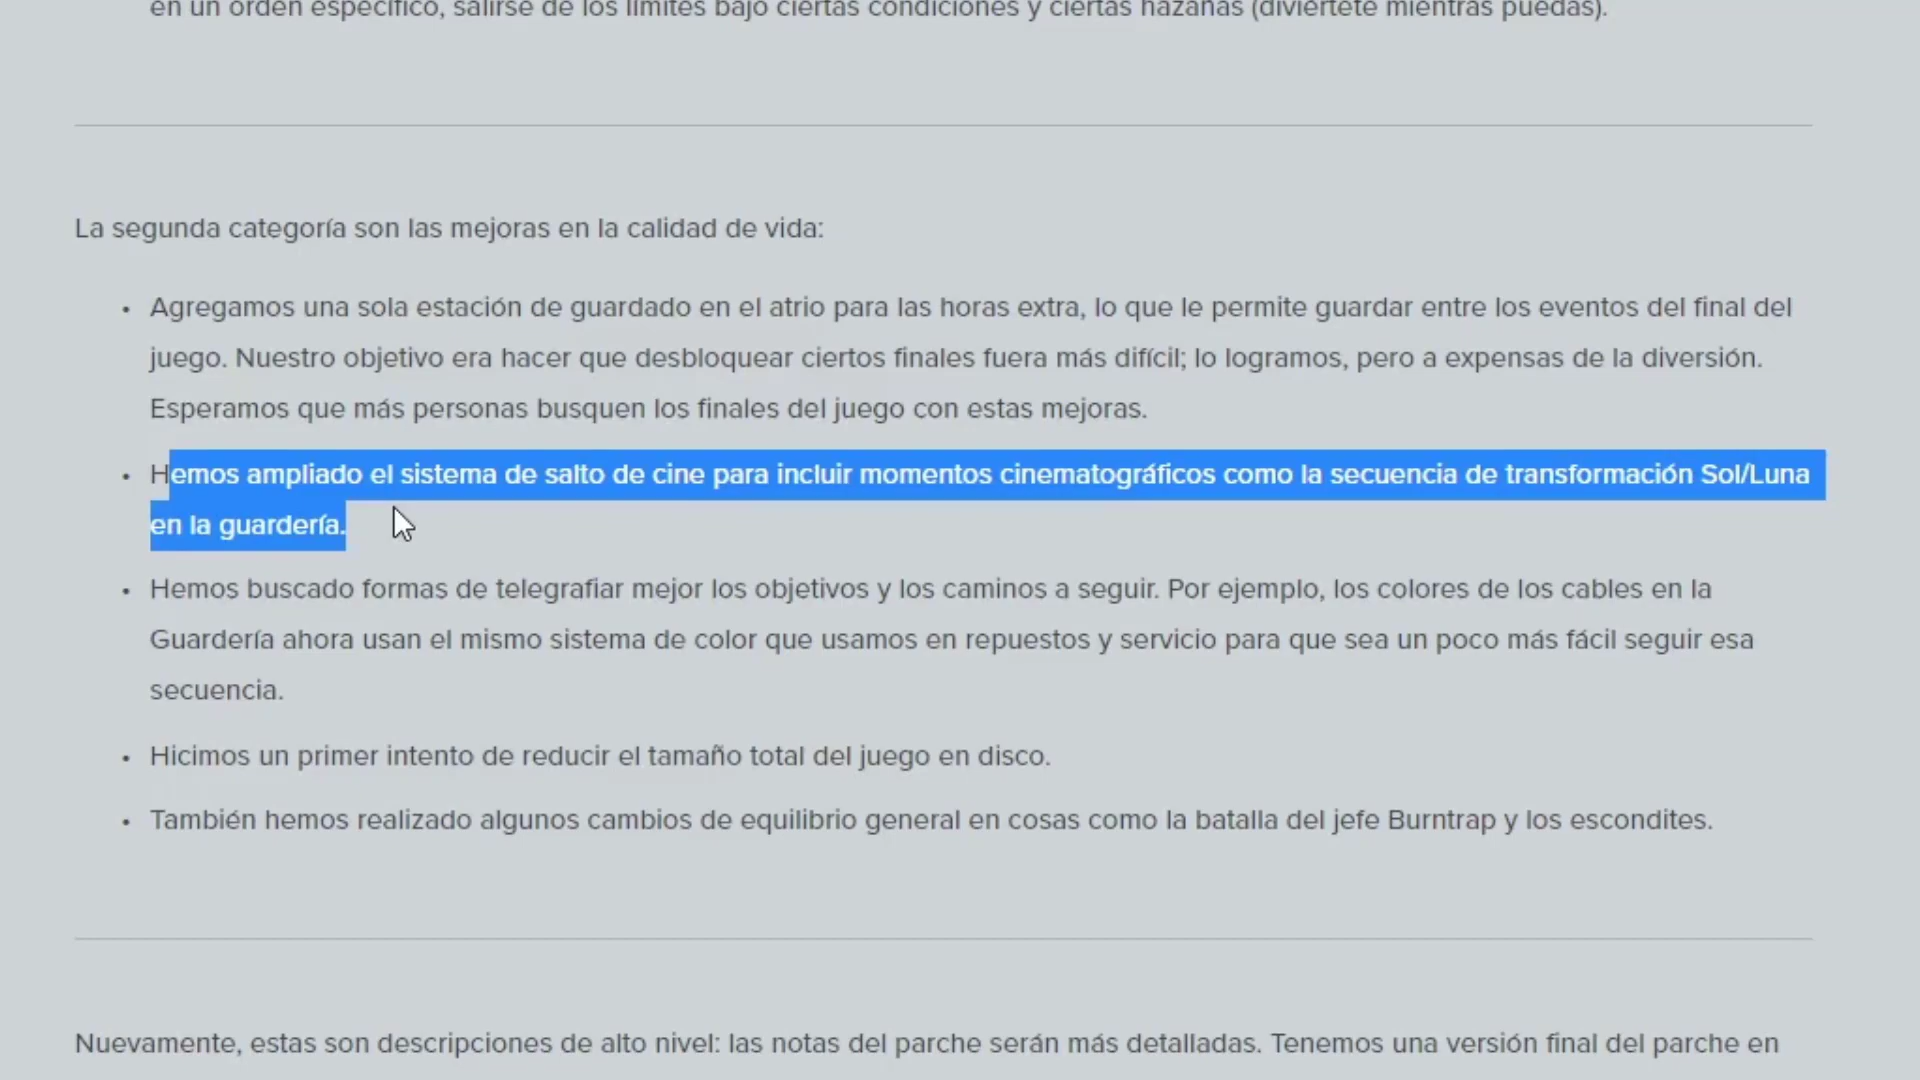 en un orden específico, salirse de los límites bajo ciertas condiciones y ciertas hazañas (diviértete mientras puedas).
La segunda categoría son las mejoras en la calidad de vida:
• Agregamos una sola estación de guardado en el atrio para las horas extra, lo que le permite guardar entre los eventos del final del
juego. Nuestro objetivo era hacer que desbloquear ciertos finales fuera más difícil; lo logramos, pero a expensas de la diversión.
Esperamos que más personas busquen los finales del juego con estas mejoras.
• Hemos ampliado el sistema de salto de cine para incluir momentos cinematográficos como la secuencia de transformación Sol/Luna
en la guardería.
• Hemos buscado formas de telegrafiar mejor los objetivos y los caminos a seguir. Por ejemplo, los colores de los cables en la
Guardería ahora usan el mismo sistema de color que usamos en repuestos y servicio para que sea un poco más fácil seguir esa
secuencia.
• Hicimos un primer intento de reducir el tamaño total del juego en disco.
• También hemos realizado algunos cambios de equilibrio general en cosas como la batalla del jefe Burntrap y los escondites.
Nuevamente, estas son descripciones de alto nivel: las notas del parche serán más detalladas. Tenemos una versión final del parche en